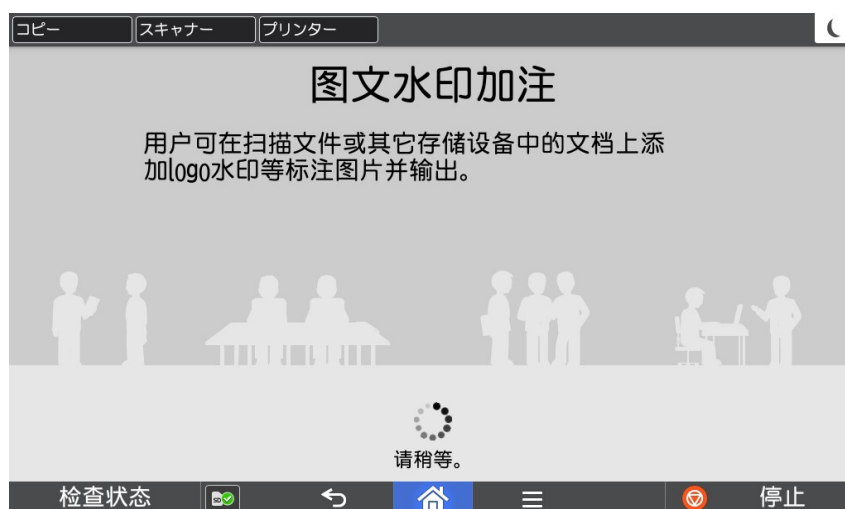 コピー
スキャナー
プリンター
图文水印加注
用户可在扫描文件或其它存储设备中的文档上添
加logo水印等标注图片并输出。
请稍等。
检查状态
SD
停止